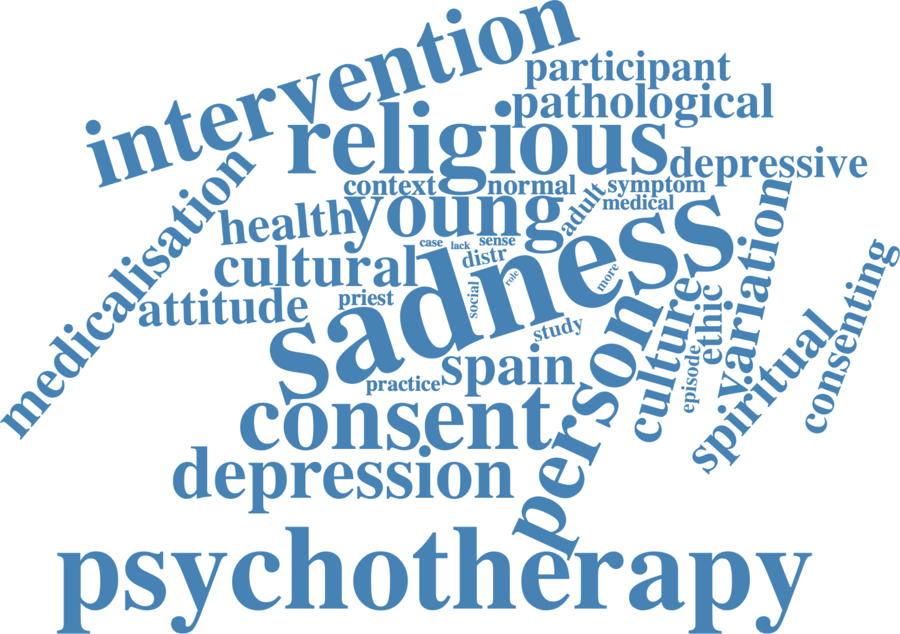 intervention
participant
pathological
religious
depressive
medicalisation
context
normal
adult
symptom
medical
health
young
case
lack
sense
distr
cultural
sadness
social
role
more
attitude
priest
study
person
culture
episode
ethic
variation
spiritual
consenting
practice
spain
consent
depression
psychotherapy